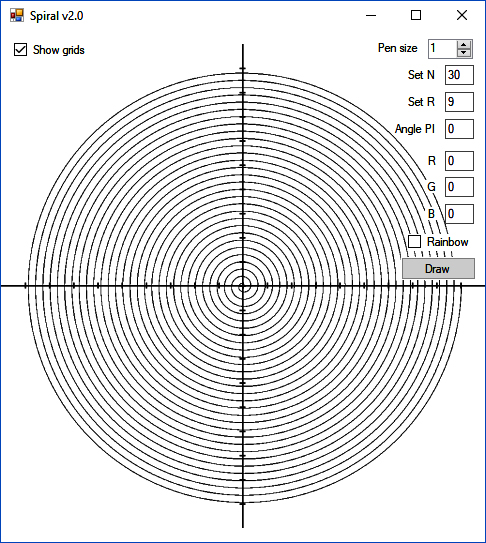 Spiral v2.0
Show grids
Pen size 1
Set N 30
Set R 9
Angle PI 0
R 0
G 0
B 0
Rainbow
Draw